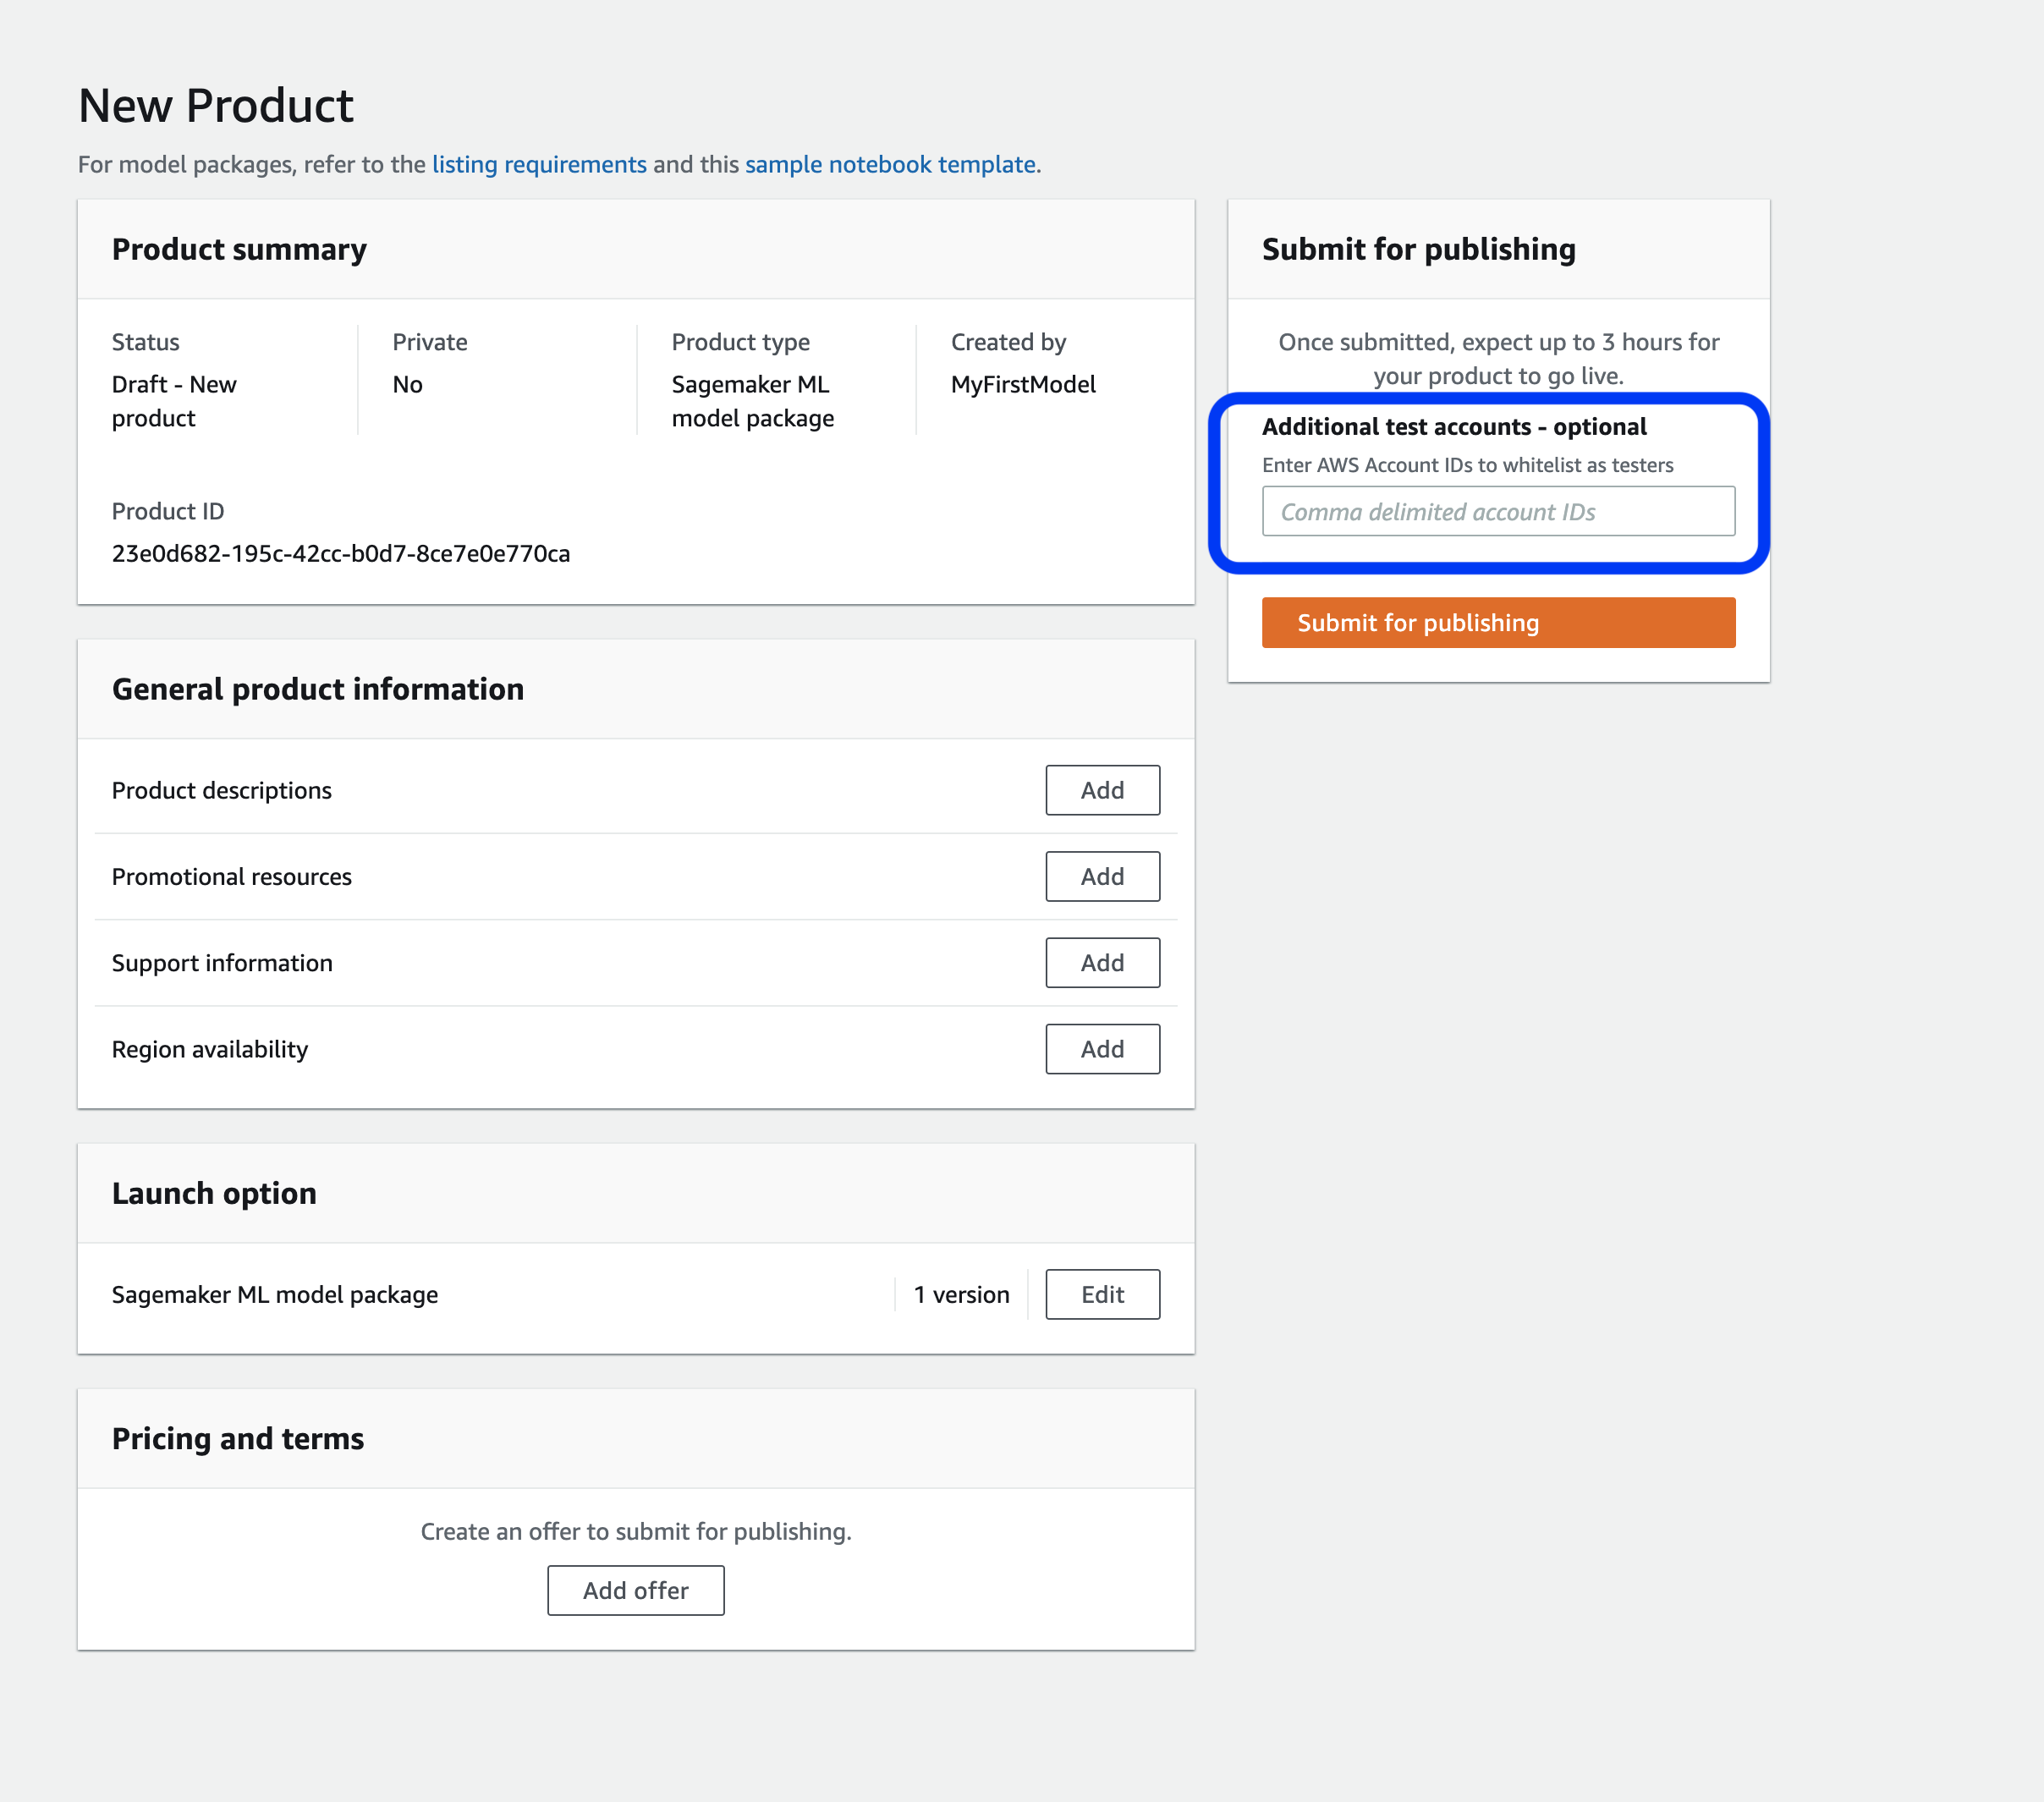 New Product
For model packages, refer to the listing requirements and this sample notebook template.
Product summary
Status
Draft - New
product
Private
No
Product type
Sagemaker ML
model package
Created by
MyFirstModel
Product ID
23e0d682-195c-42cc-b0d7-8ce7e0e770ca
General product information
Product descriptions
Add
Promotional resources
Add
Support information
Add
Region availability
Add
Launch option
Sagemaker ML model package
1 version
Edit
Pricing and terms
Create an offer to submit for publishing.
Add offer
Submit for publishing
Once submitted, expect up to 3 hours for
your product to go live.
Additional test accounts - optional
Enter AWS Account IDs to whitelist as testers
Comma delimited account IDs
Submit for publishing